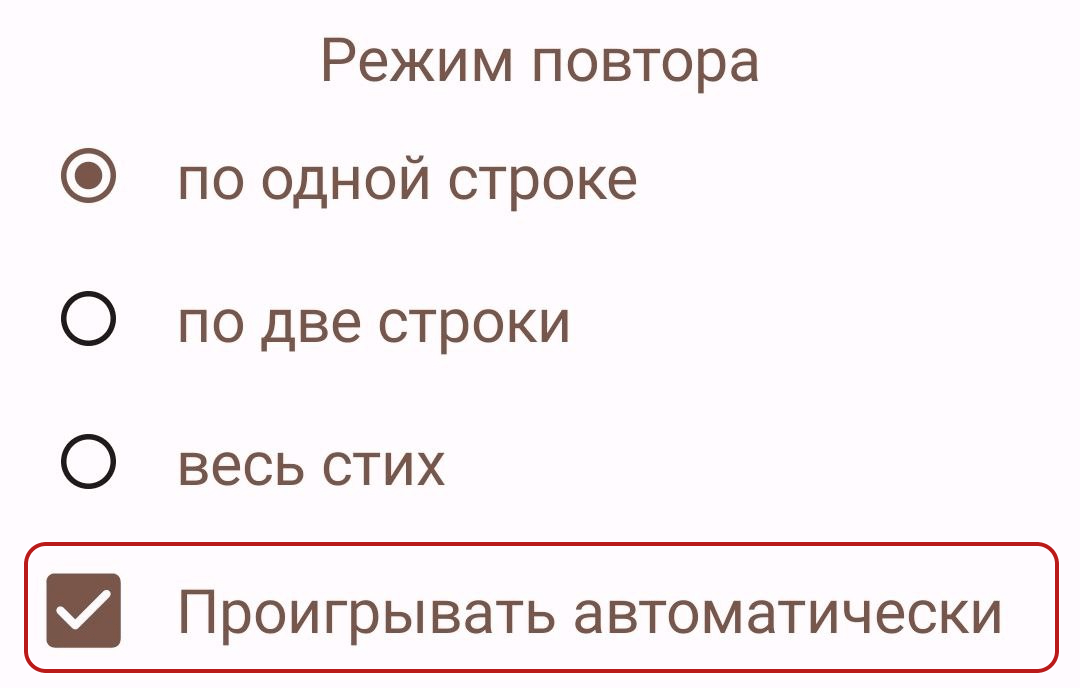 Режим повтора
по одной строке
по две строки
весь стих
Проигрывать автоматически